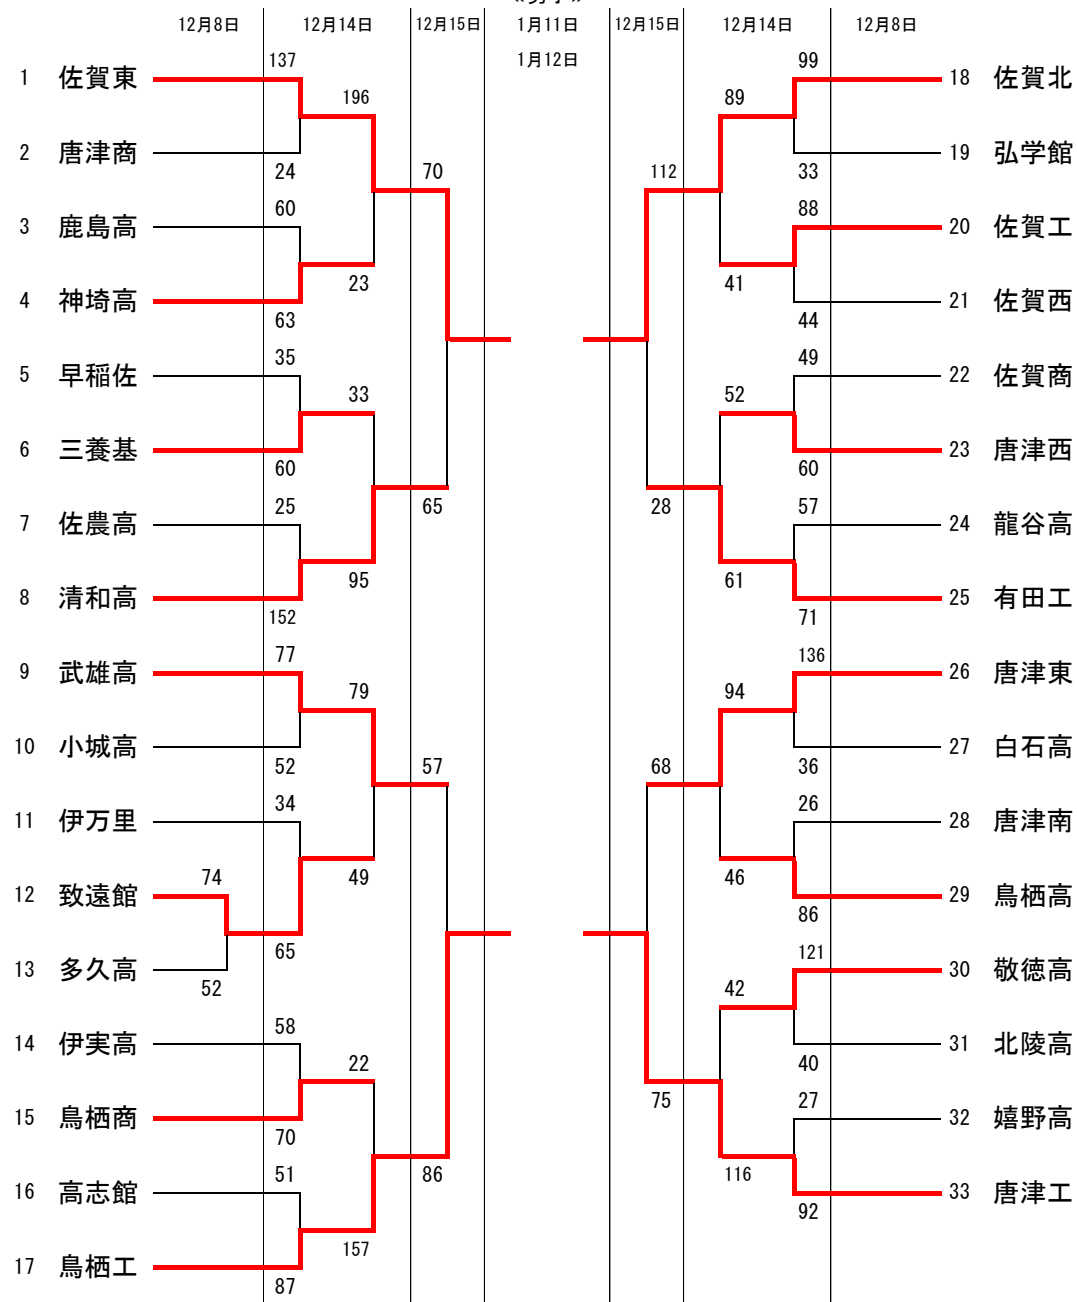 12月8日 12月14日 12月15日 1月11日 12月15日 12月14日 12月8日
1月12日
137 99
1 佐賀東 18 佐賀北
196 89
2 唐津商 19 弘学館
24 70 112 33
60 88
3 鹿島高 20 佐賀工
23 41
4 神埼高 21 佐賀西
63 44
35 49
5 早稲佐 22 佐賀商
33 52
6 三養基 23 唐津西
60 60
25 65 28 57
7 佐農高 24 龍谷高
95 61
8 清和高 25 有田工
152 71
77 136
9 武雄高 26 唐津東
79 94
10 小城高 27 白石高
52 57 68 36
34 26
11 伊万里 28 唐津南
74 49 46
12 致遠館 29 鳥栖高
86
65 121
13 多久高 30 敬徳高
52 42
58
14 伊実高 31 北陵高
22 40
75 27
15 鳥栖商 32 嬉野高
70
51 86 116
16 高志館 33 唐津工
92
157
17 鳥栖工
87